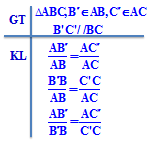 GT ΔABC,B'∈AB,C'∈AC
B'C'//BC
KL AB'/AB = AC'/AC
B'B/AB = C'C/AC
AB'/B'B = AC'/C'C